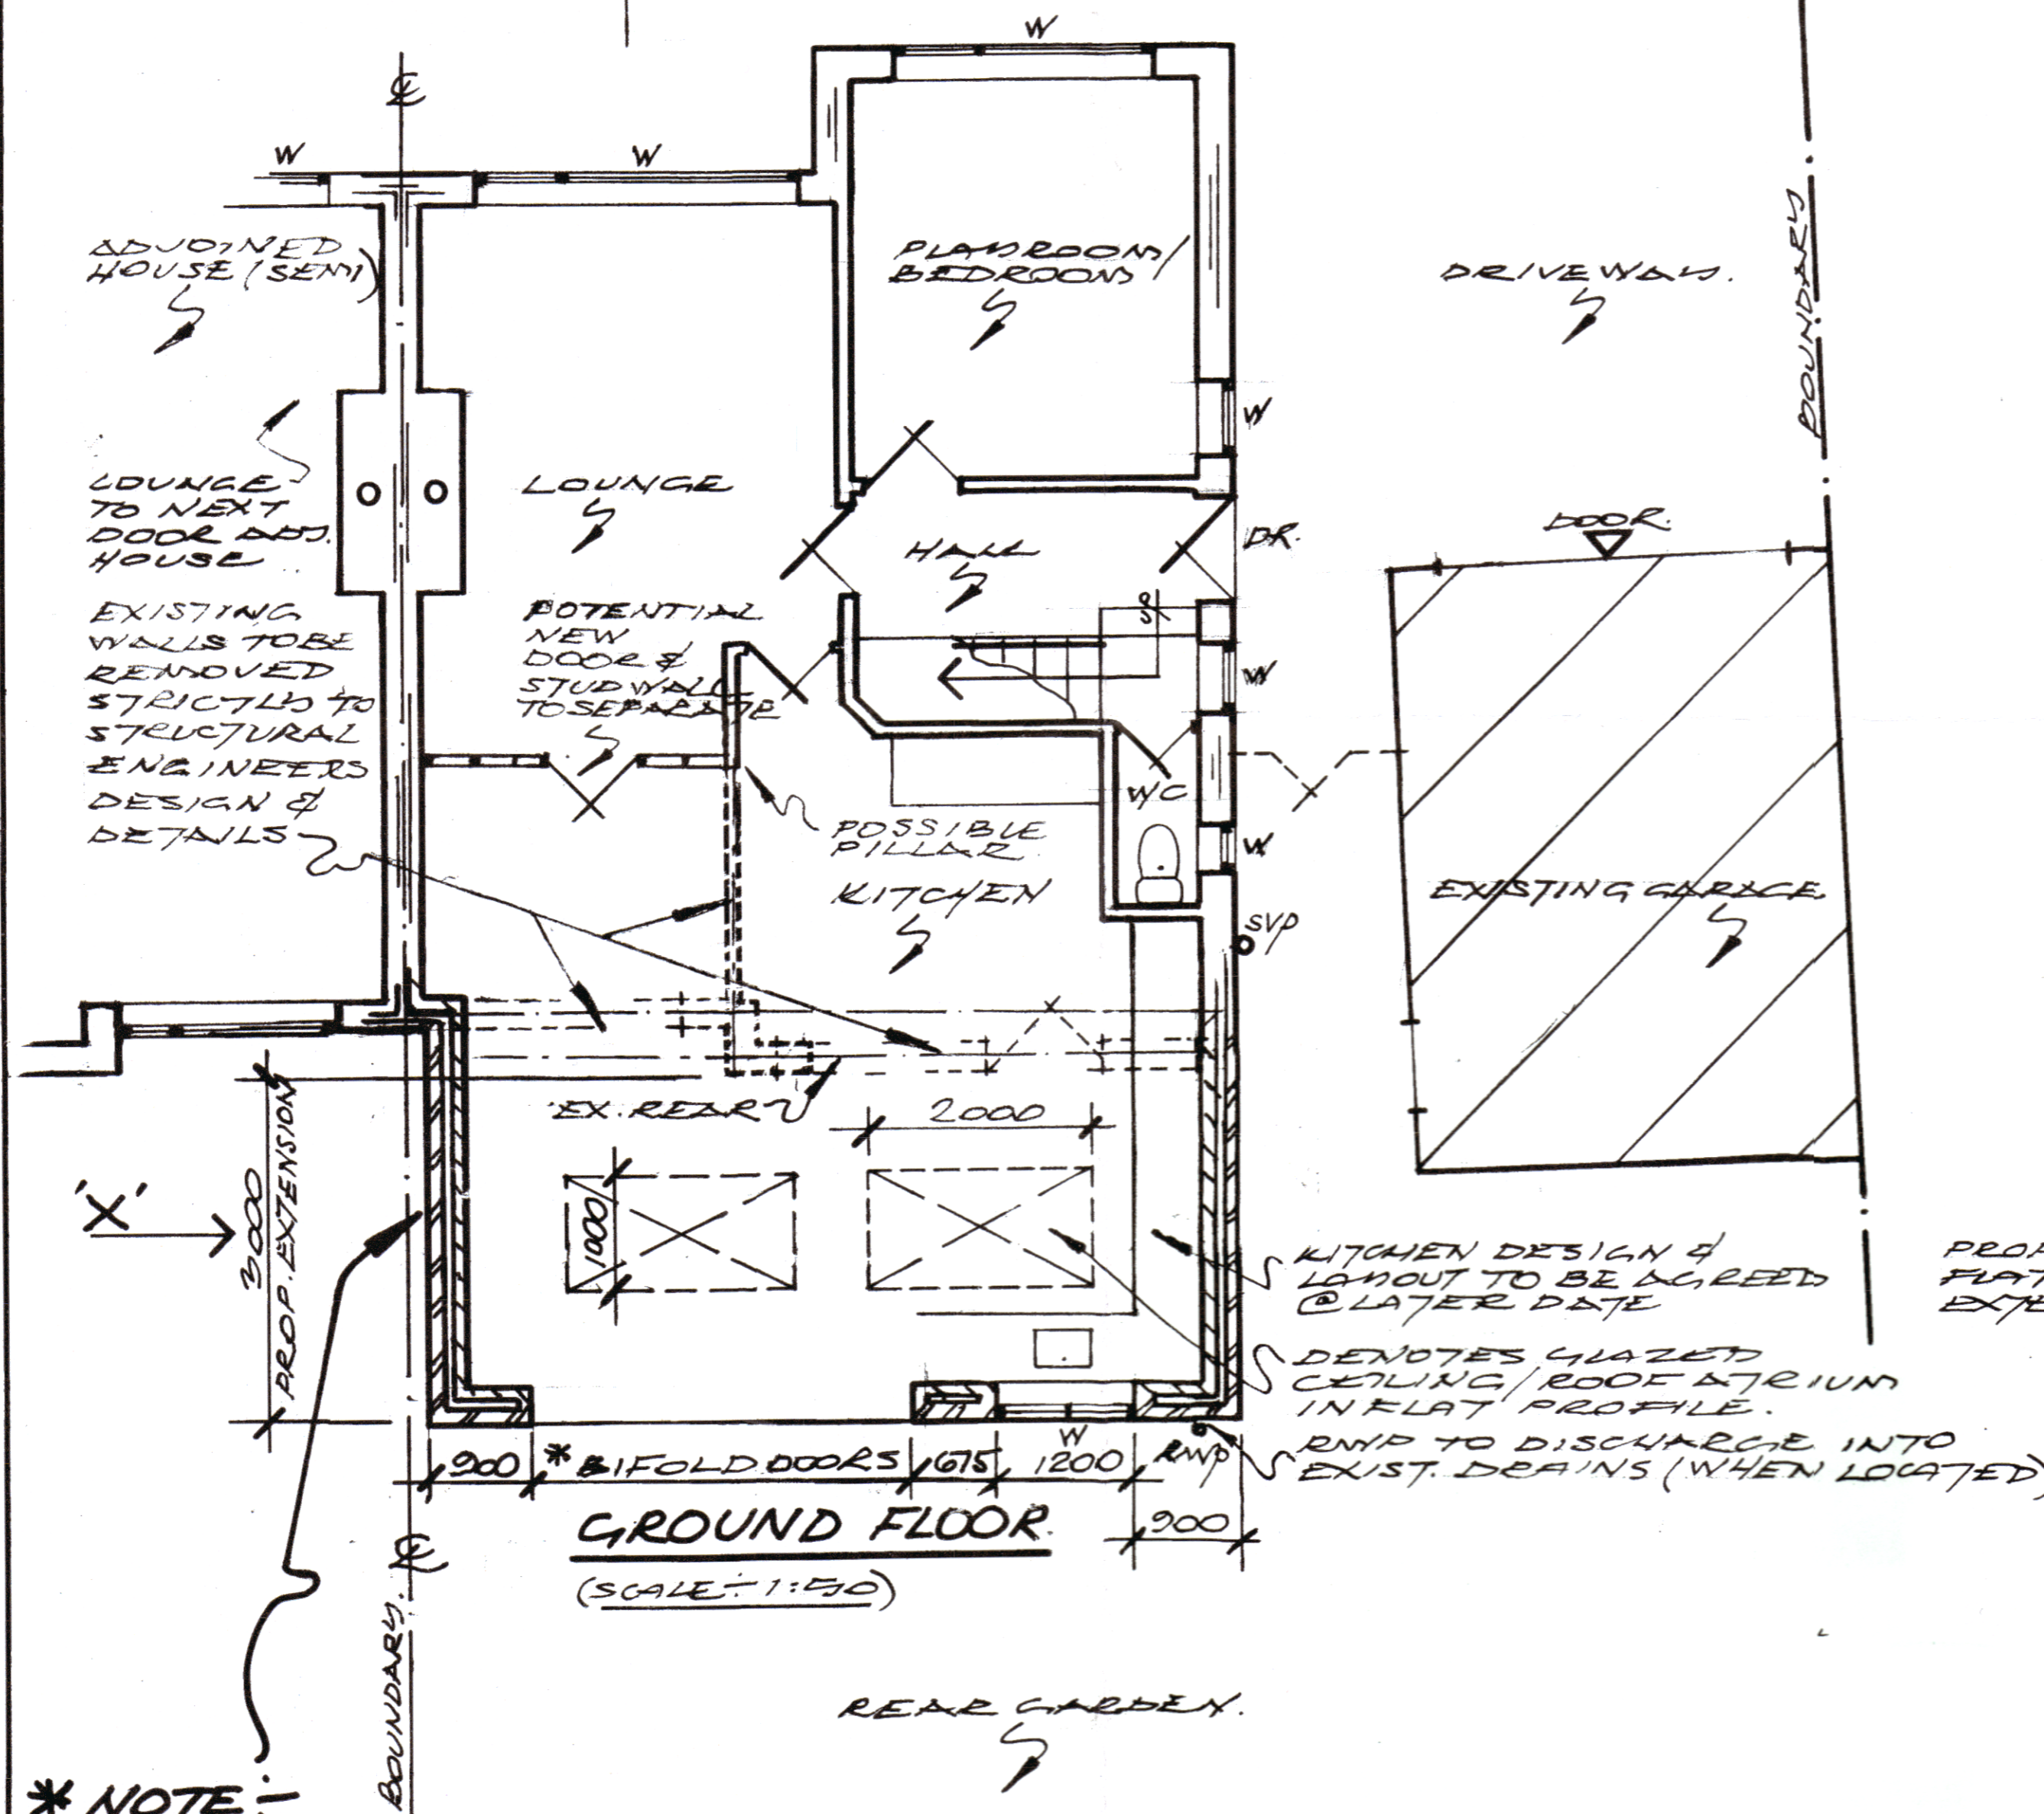 W
℄
W
W
ADJOINED
HOUSE (SEMI)
PLAYROOM/
BEDROOM
DRIVEWAY.
BOUNDARY
W
LOUNGE
TO NEXT
DOOR ADJ.
HOUSE
LOUNGE
HALL
DR.
DOOR.
EXISTING
WALLS TO BE
REMOVED
STRICTLY TO
STRUCTURAL
ENGINEERS
DESIGN &
DETAILS
POTENTIAL
NEW
DOOR &
STUD WALL
TO SEPARATE
W
WC
POSSIBLE
PILLAR.
W
KITCHEN
EXISTING GARAGE.
SVP
EX. REAR
2000
PROP. EXTENSION
3000
'X'
1000
KITCHEN DESIGN &
LAYOUT TO BE AGREED
@ LATER DATE
DENOTES GLAZED
CEILING/ROOF ATRIUM
IN FLAT PROFILE.
RWP TO DISCHARGE INTO
EXIST. DRAINS (WHEN LOCATED)
W
900 * BIFOLD DOORS 675 1200 RWP
900
GROUND FLOOR.
(SCALE÷1:50)
℄
BOUNDARY.
REAR GARDEN.
* NOTE:-